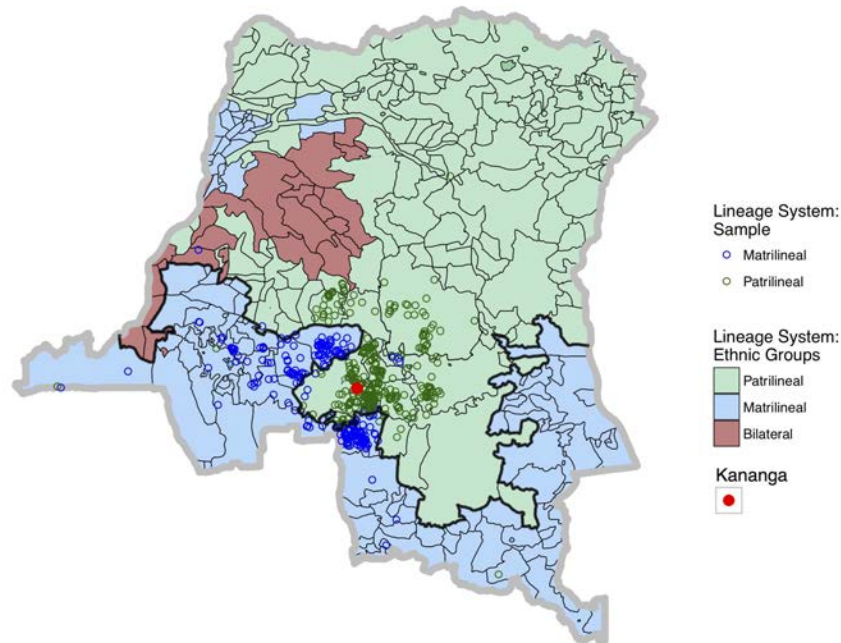 Lineage System:
Sample
Matrilineal
Patrilineal
Lineage System:
Ethnic Groups
Patrilineal
Matrilineal
Bilateral
Kananga